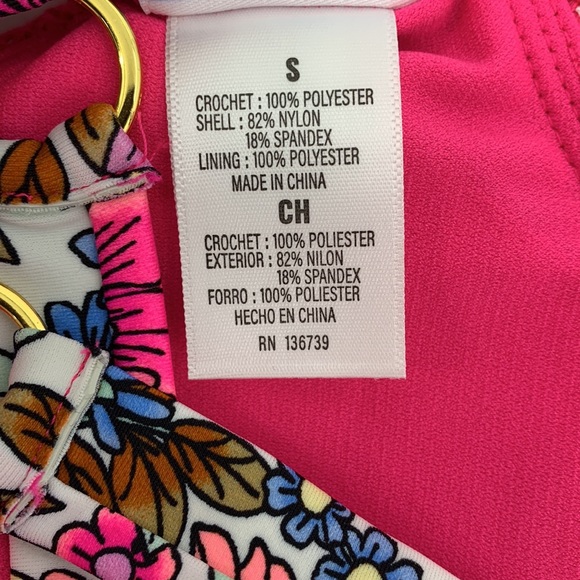 S
CROCHET : 100% POLYESTER
SHELL : 82% NYLON
18% SPANDEX
LINING : 100% POLYESTER
MADE IN CHINA
CH
CROCHET : 100% POLIESTER
EXTERIOR : 82% NILON
18% SPANDEX
FORRO : 100% POLIESTER
HECHO EN CHINA
RN 136739